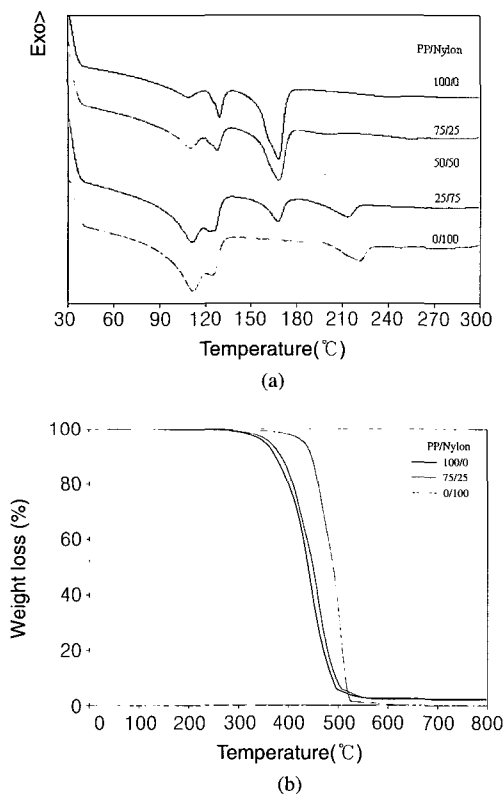 Exo>
PP/Nylon
100/0
75/25
50/50
25/75
0/100
30 60 90 120 150 180 210 240 270 300
Temperature(℃)
(a)
100
80
60
40
20
0
Weight loss (%)
PP/Nylon
100/0
75/25
0/100
0 100 200 300 400 500 600 700 800
Temperature(℃)
(b)